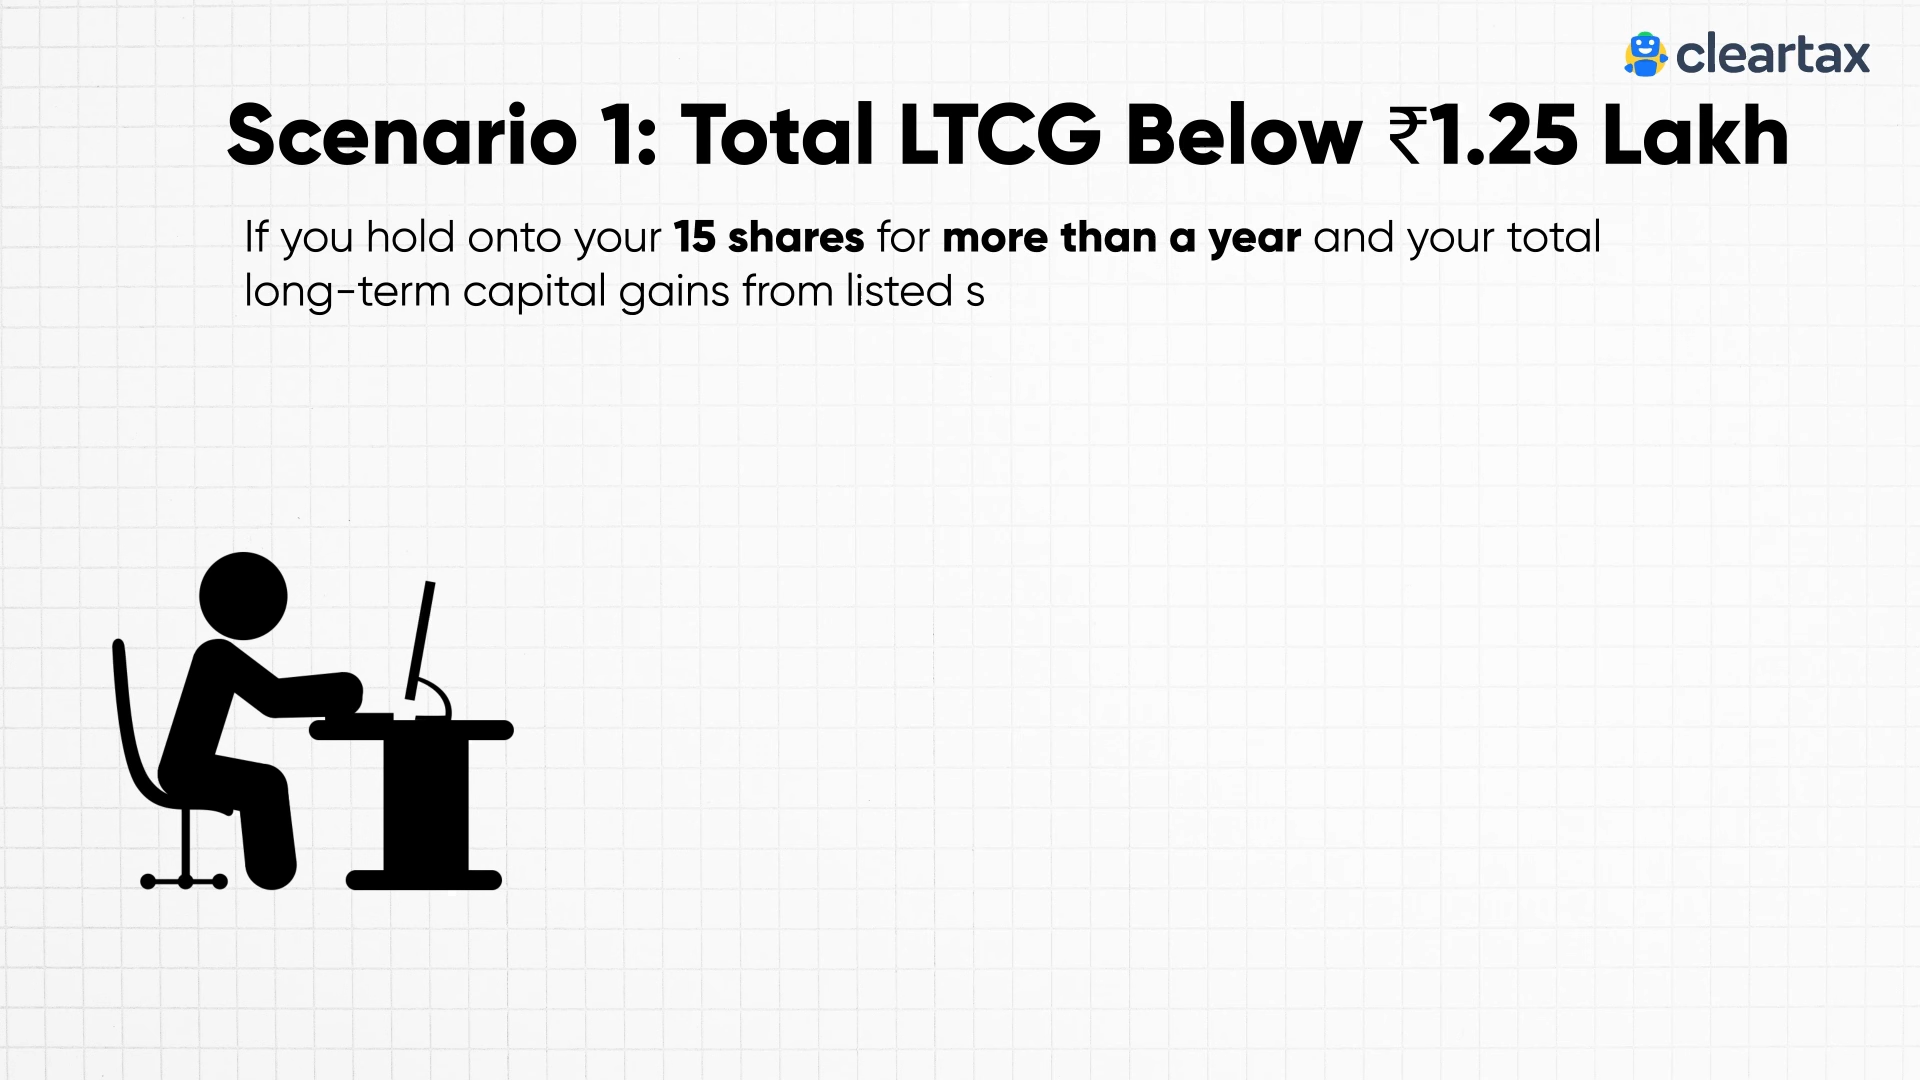 cleartax
Scenario 1: Total LTCG Below ₹1.25 Lakh
If you hold onto your 15 shares for more than a year and your total
long-term capital gains from listed s